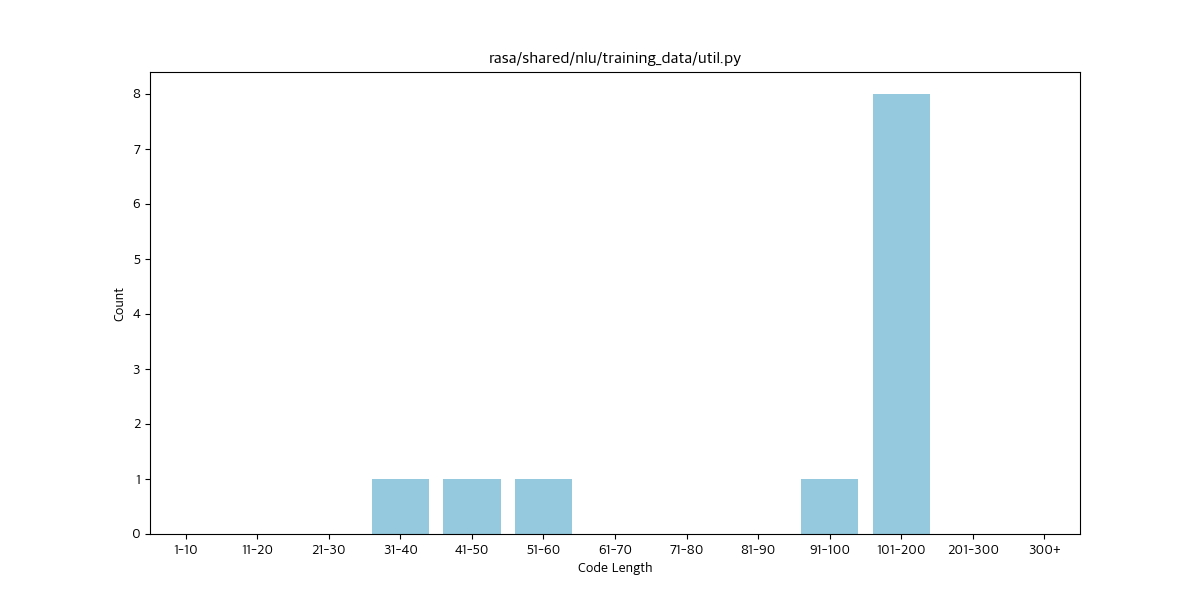 rasa/shared/nlu/training_data/util.py
8
7
6
5
4
3
2
1
0
Count
1-10 11-20 21-30 31-40 41-50 51-60 61-70 71-80 81-90 91-100 101-200 201-300 300+
Code Length